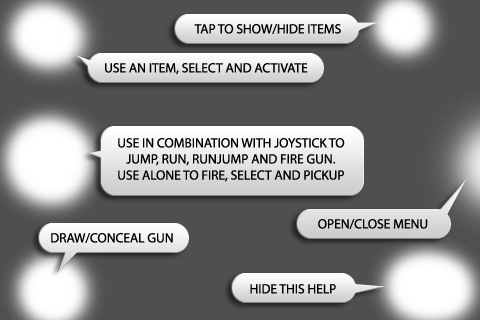 TAP TO SHOW/HIDE ITEMS
USE AN ITEM, SELECT AND ACTIVATE
USE IN COMBINATION WITH JOYSTICK TO
JUMP, RUN, RUNJUMP AND FIRE GUN.
USE ALONE TO FIRE, SELECT AND PICKUP
OPEN/CLOSE MENU
DRAW/CONCEAL GUN
HIDE THIS HELP